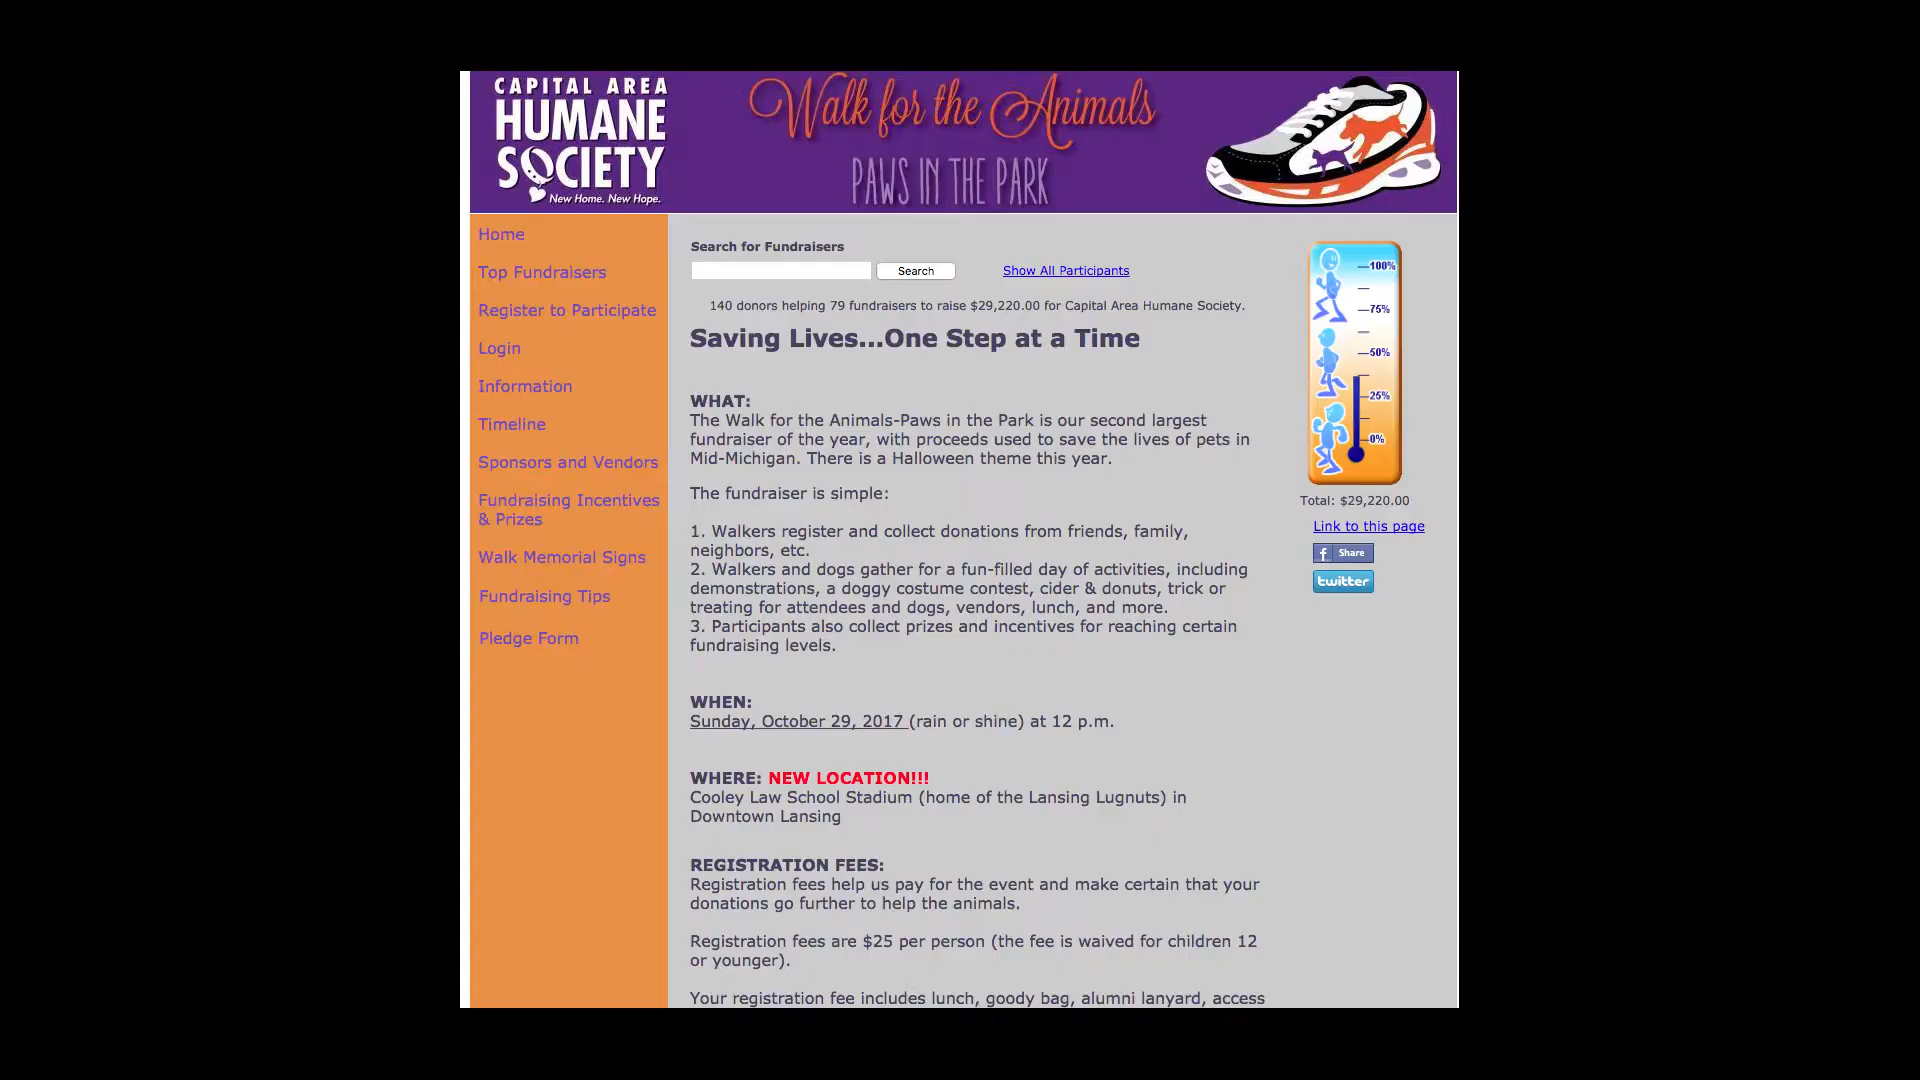 CAPITAL AREA
HUMANE
SOCIETY
New Home. New Hope.
Walk for the Animals
PAWS IN THE PARK
Home
Top Fundraisers
Register to Participate
Login
Information
Timeline
Sponsors and Vendors
Fundraising Incentives
& Prizes
Walk Memorial Signs
Fundraising Tips
Pledge Form
Search for Fundraisers
Search
Show All Participants
140 donors helping 79 fundraisers to raise $29,220.00 for Capital Area Humane Society.
Saving Lives...One Step at a Time
WHAT:
The Walk for the Animals-Paws in the Park is our second largest
fundraiser of the year, with proceeds used to save the lives of pets in
Mid-Michigan. There is a Halloween theme this year.
The fundraiser is simple:
1. Walkers register and collect donations from friends, family,
neighbors, etc.
2. Walkers and dogs gather for a fun-filled day of activities, including
demonstrations, a doggy costume contest, cider & donuts, trick or
treating for attendees and dogs, vendors, lunch, and more.
3. Participants also collect prizes and incentives for reaching certain
fundraising levels.
WHEN:
Sunday, October 29, 2017 (rain or shine) at 12 p.m.
WHERE: NEW LOCATION!!!
Cooley Law School Stadium (home of the Lansing Lugnuts) in
Downtown Lansing
REGISTRATION FEES:
Registration fees help us pay for the event and make certain that your
donations go further to help the animals.
Registration fees are $25 per person (the fee is waived for children 12
or younger).
Your registration fee includes lunch, goody bag, alumni lanyard, access
100%
75%
50%
25%
0%
Total: $29,220.00
Link to this page
f Share
twitter